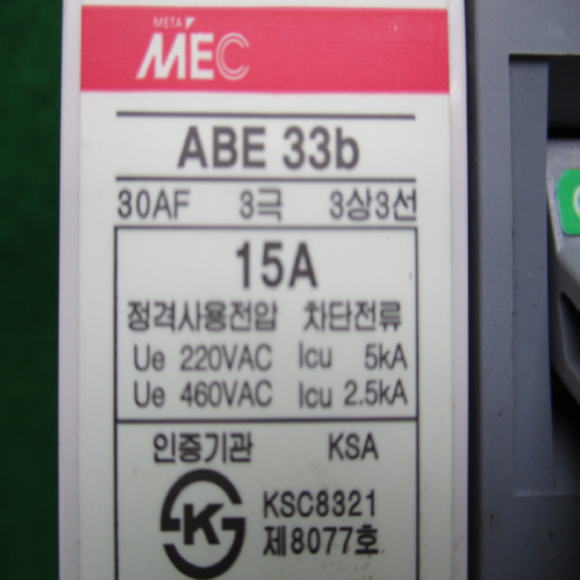 META
MEC
ABE 33b
30AF 3극 3상3선
15A
정격사용전압 차단전류
Ue 220VAC Icu 5kA
Ue 460VAC Icu 2.5kA
인증기관 KSA
K KSC8321
제8077호